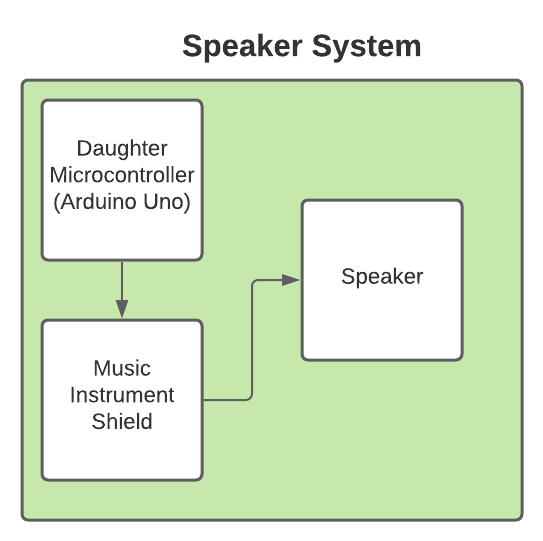 Speaker System
Daughter
Microcontroller
(Arduino Uno)
Speaker
Music
Instrument
Shield